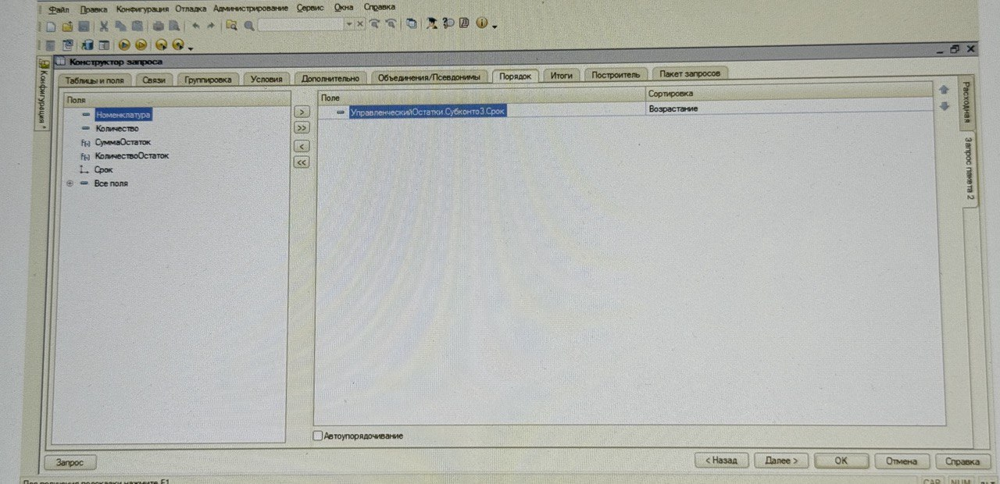 Файл Правка Конфигурация Отладка Администрирование Сервис Окна Справка
Конструктор запроса
Таблицы и поля Связи Группировка Условия Дополнительно Объединения/Псевдонимы Порядок Итоги Построитель Пакет запросов
Конфигурация *
Поля
Номенклатура
Количество
СуммаОстаток
КоличествоОстаток
Срок
Все поля
>
>>
<
<<
Поле Сортировка
УправленческийОстатки.Субконто3.Срок Возрастание
Расходная
Запрос пакета 2
Автоупорядочивание
Запрос < Назад Далее > OK Отмена Справка
Для получения подсказки нажмите F1 CAP NUM